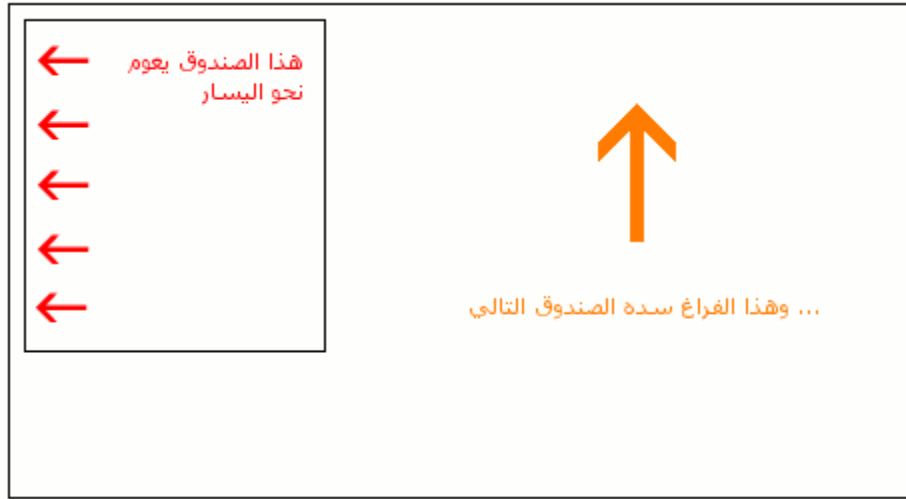 هذا الصندوق يعوم
نحو اليسار
... وهذا الفراغ سده الصندوق التالي